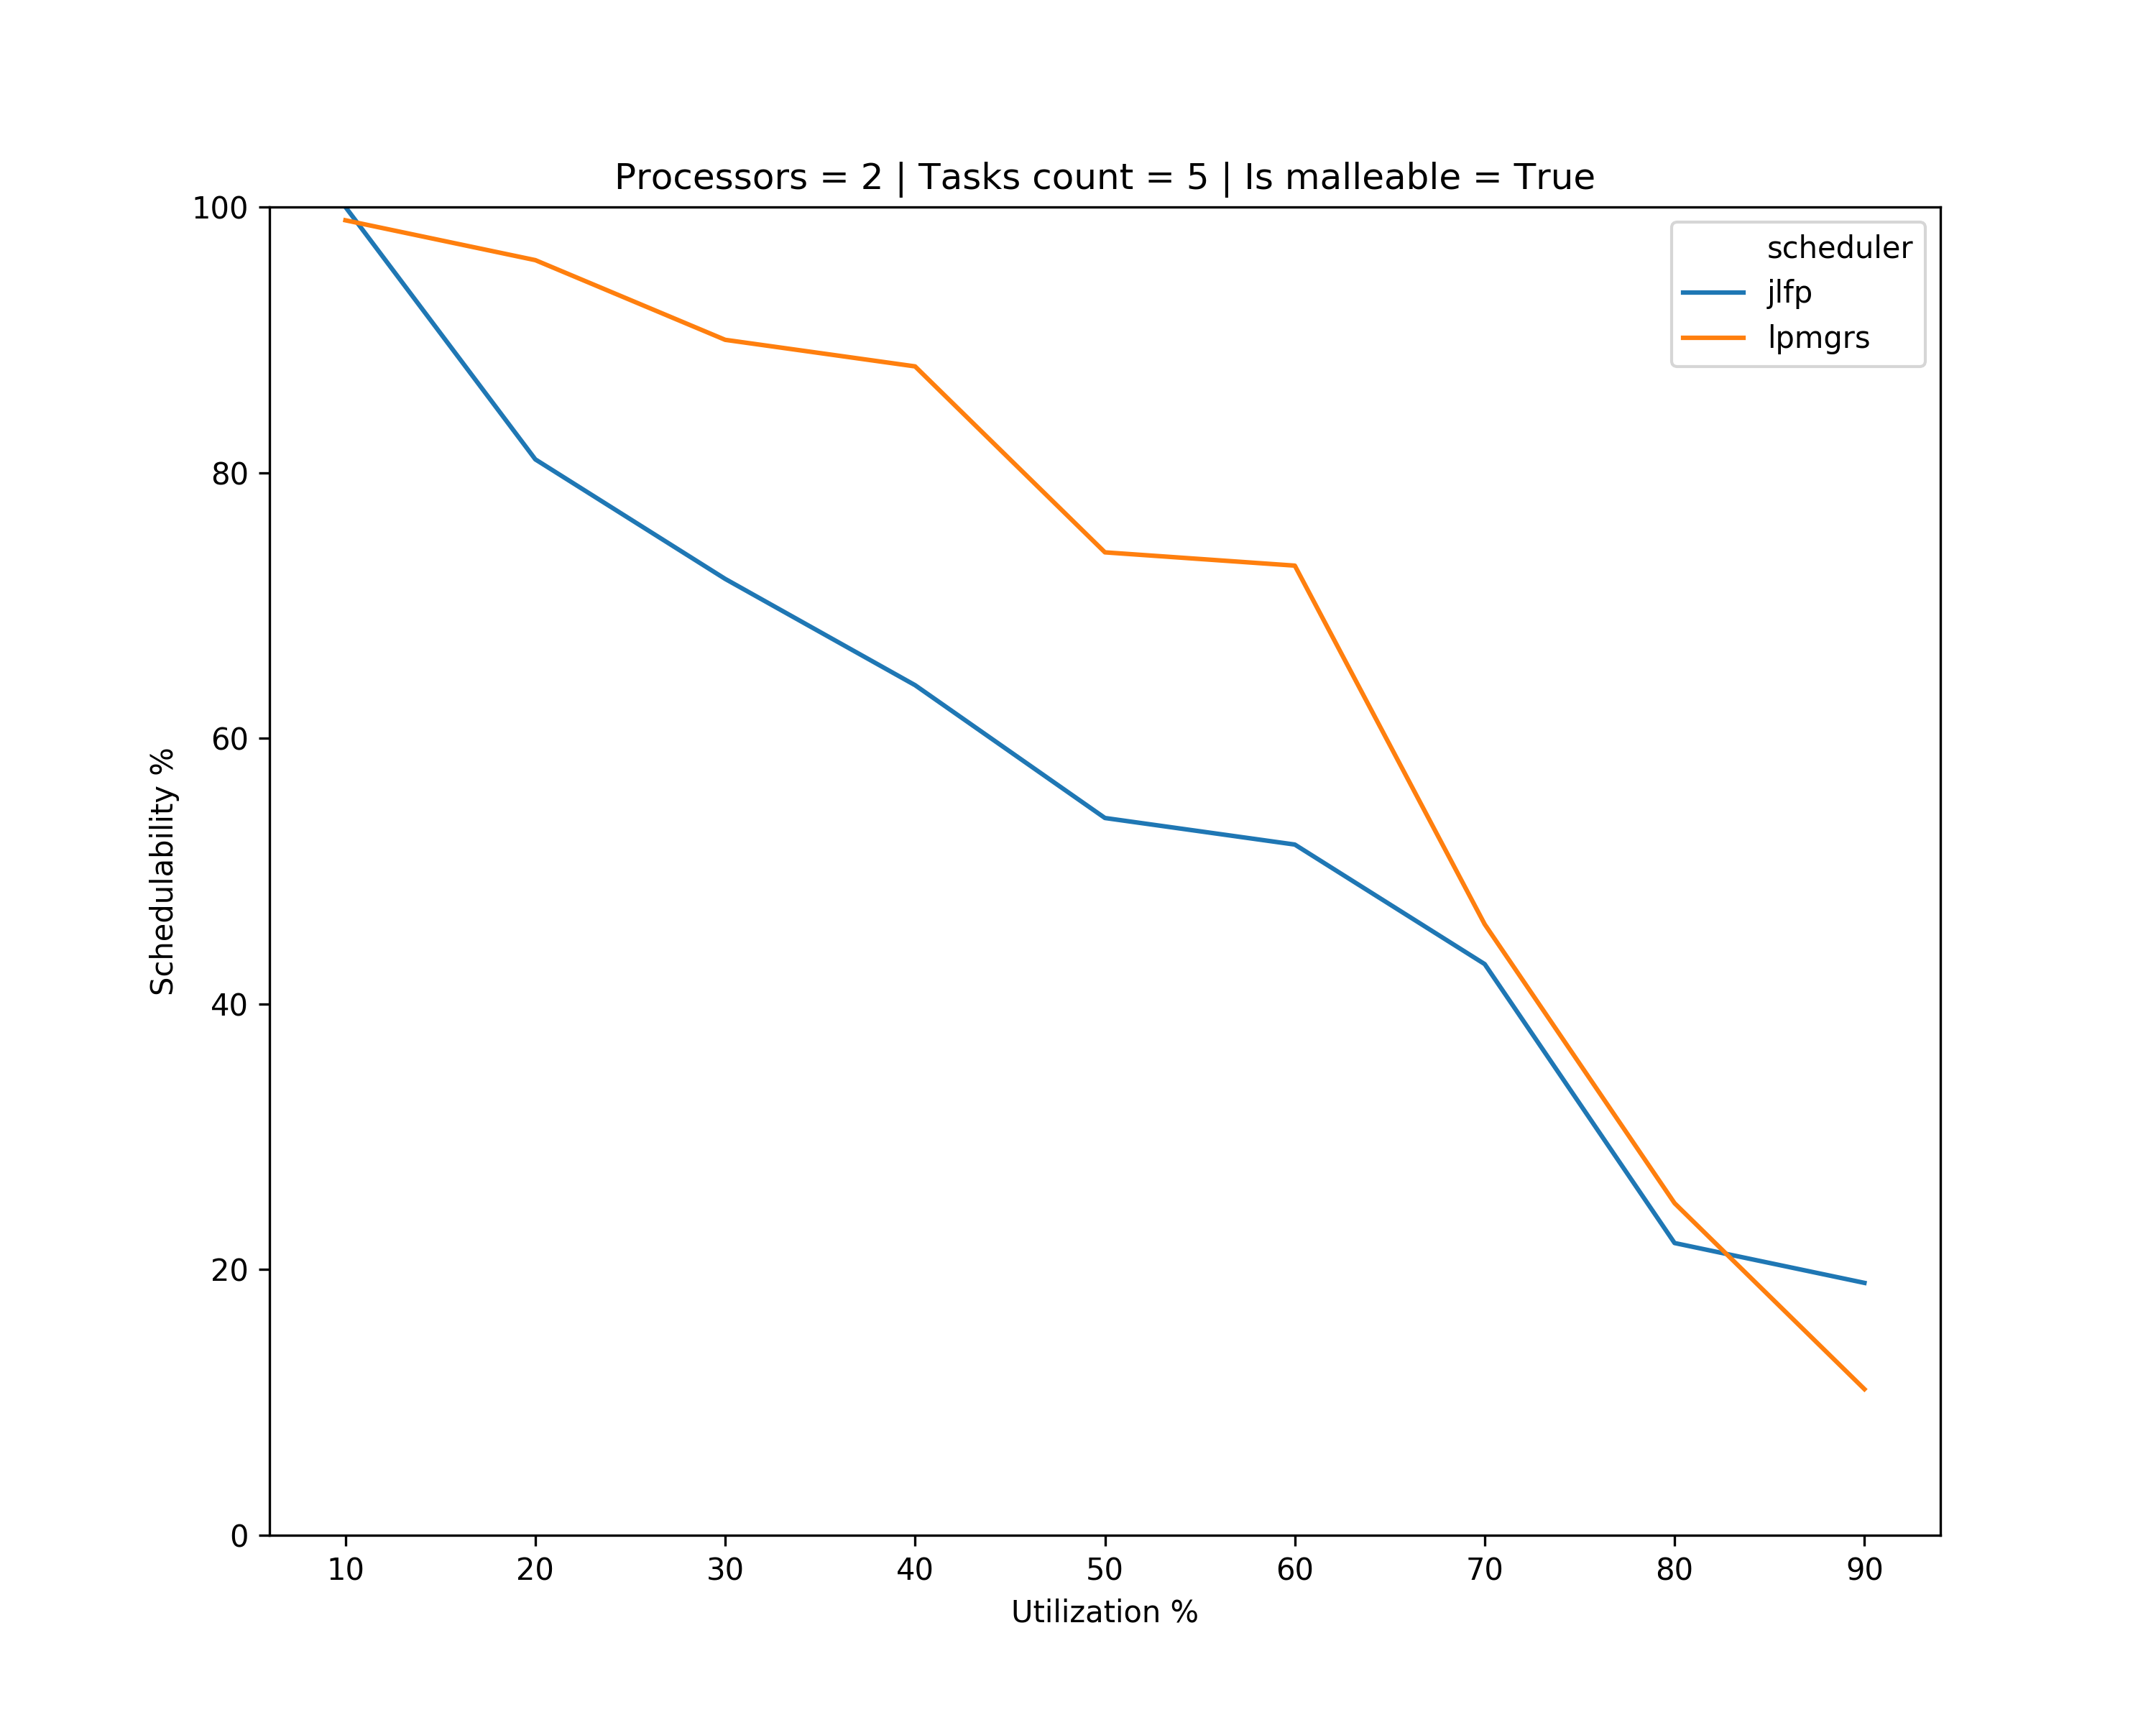 Processors = 2 | Tasks count = 5 | Is malleable = True
scheduler
jlfp
lpmgrs
Schedulability %
100
80
60
40
20
0
10 20 30 40 50 60 70 80 90
Utilization %